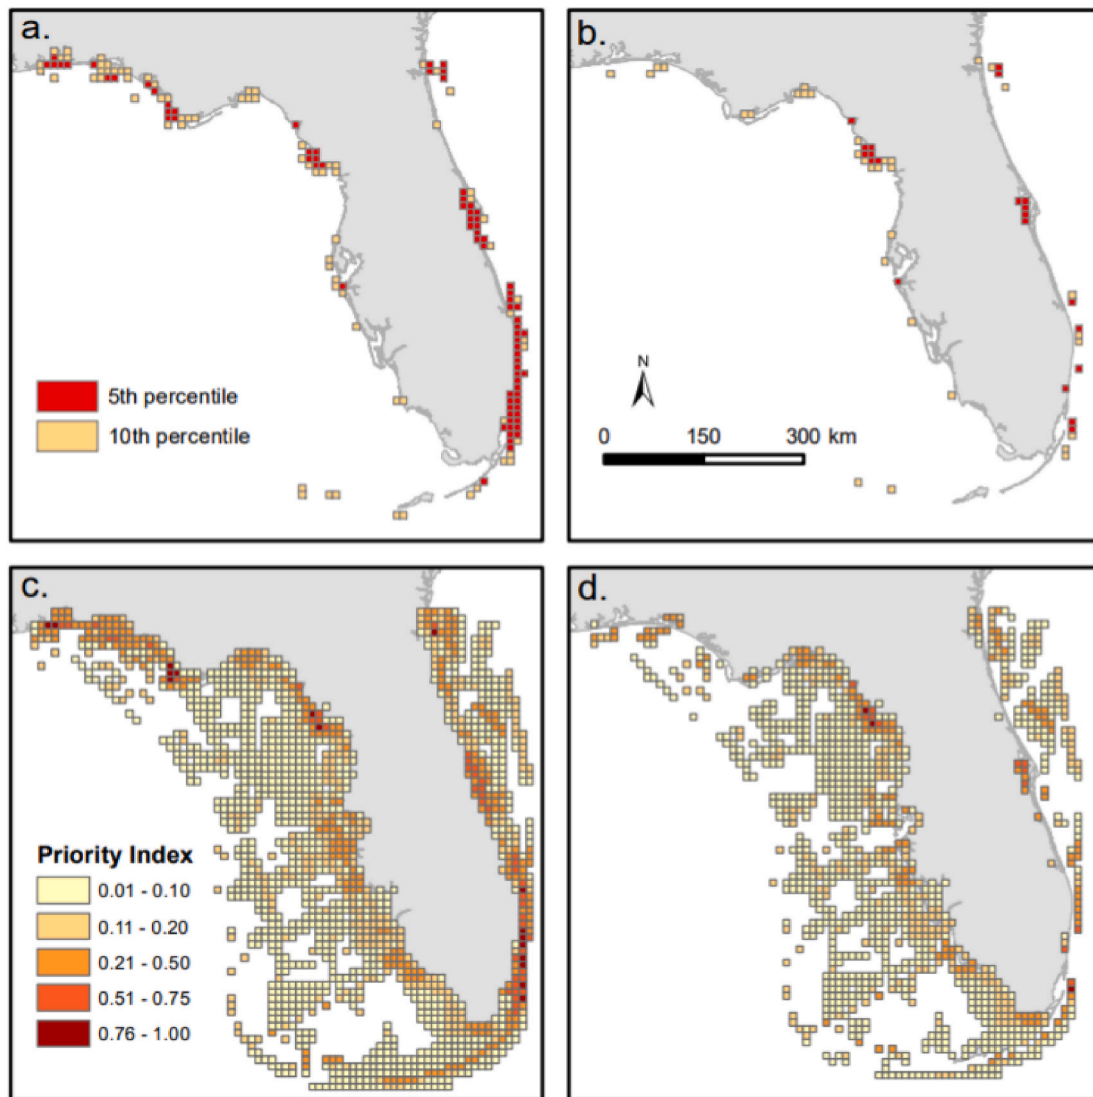 a.
5th percentile
10th percentile
b.
N
0 150 300 km
c.
Priority Index
0.01 - 0.10
0.11 - 0.20
0.21 - 0.50
0.51 - 0.75
0.76 - 1.00
d.